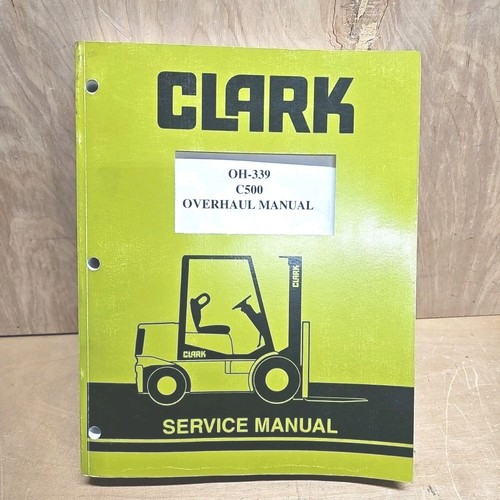 CLARK
OH-339
C500
OVERHAUL MANUAL
CLARK
CLARK
SERVICE MANUAL